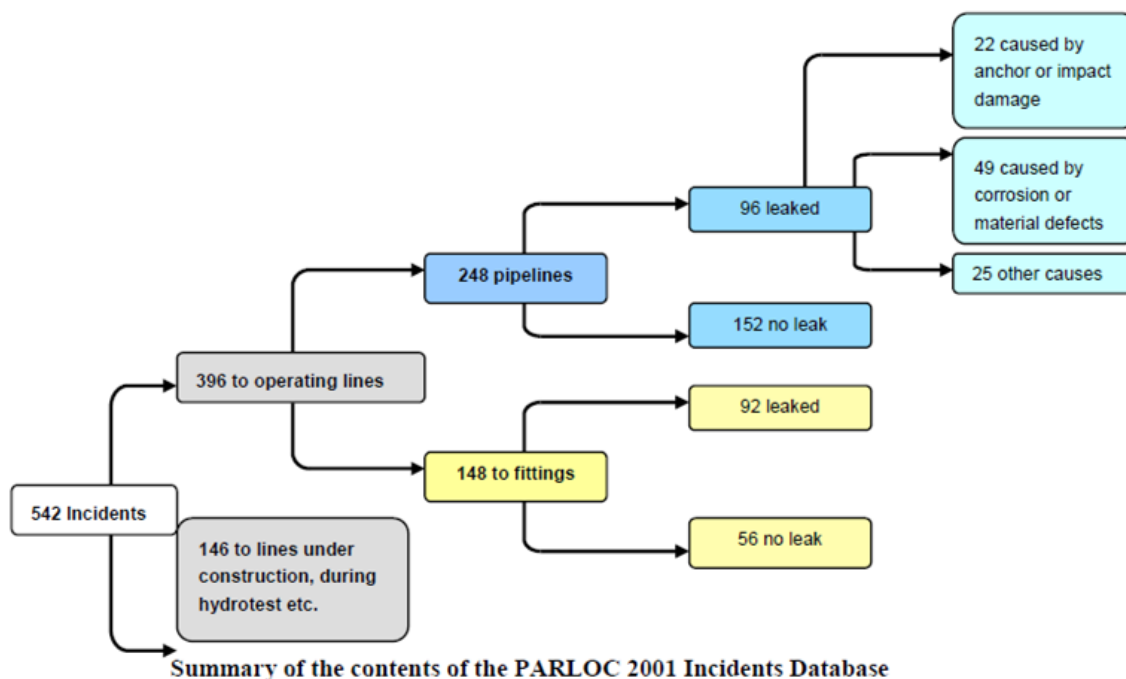 22 caused by
anchor or impact
damage
49 caused by
corrosion or
material defects
25 other causes
96 leaked
248 pipelines
152 no leak
396 to operating lines
92 leaked
148 to fittings
56 no leak
542 Incidents
146 to lines under
construction, during
hydrotest etc.
Summary of the contents of the PARLOC 2001 Incidents Database